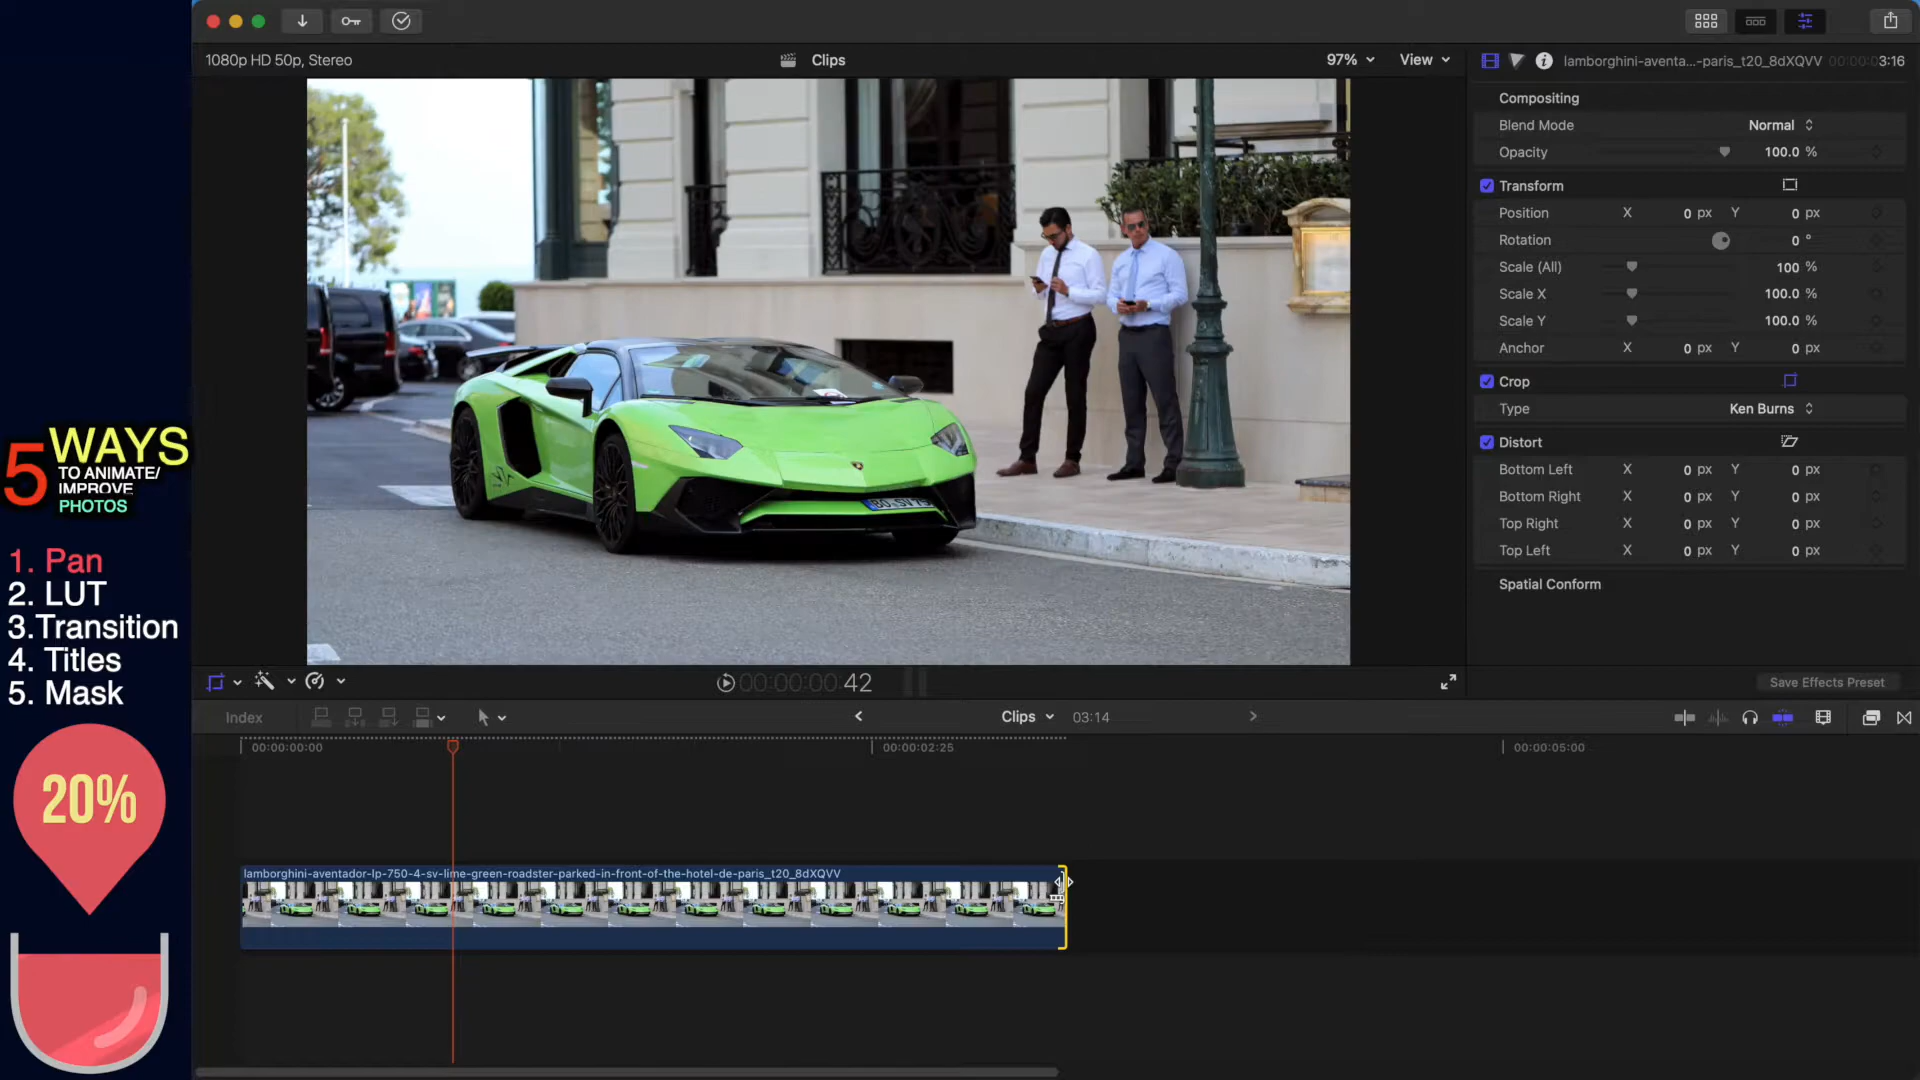 1080p HD 50p, Stereo
Clips
97%
View
lamborghini-aventa...-paris_t20_8dXQVV
00:00:03:16
Compositing
Blend Mode Normal
Opacity 100.0 %
Transform
Position X 0 px Y 0 px
Rotation 0 °
Scale (All) 100 %
Scale X 100.0 %
Scale Y 100.0 %
Anchor X 0 px Y 0 px
Crop
Type Ken Burns
Distort
Bottom Left X 0 px Y 0 px
Bottom Right X 0 px Y 0 px
Top Right X 0 px Y 0 px
Top Left X 0 px Y 0 px
Spatial Conform
Save Effects Preset
5 WAYS
TO ANIMATE/
IMPROVE
PHOTOS
1. Pan
2. LUT
3.Transition
4. Titles
5. Mask
20%
00:00:00:42
Index
Clips
03:14
00:00:00:00
00:00:02:25
00:00:05:00
lamborghini-aventador-lp-750-4-sv-lime-green-roadster-parked-in-front-of-the-hotel-de-paris_t20_8dXQVV